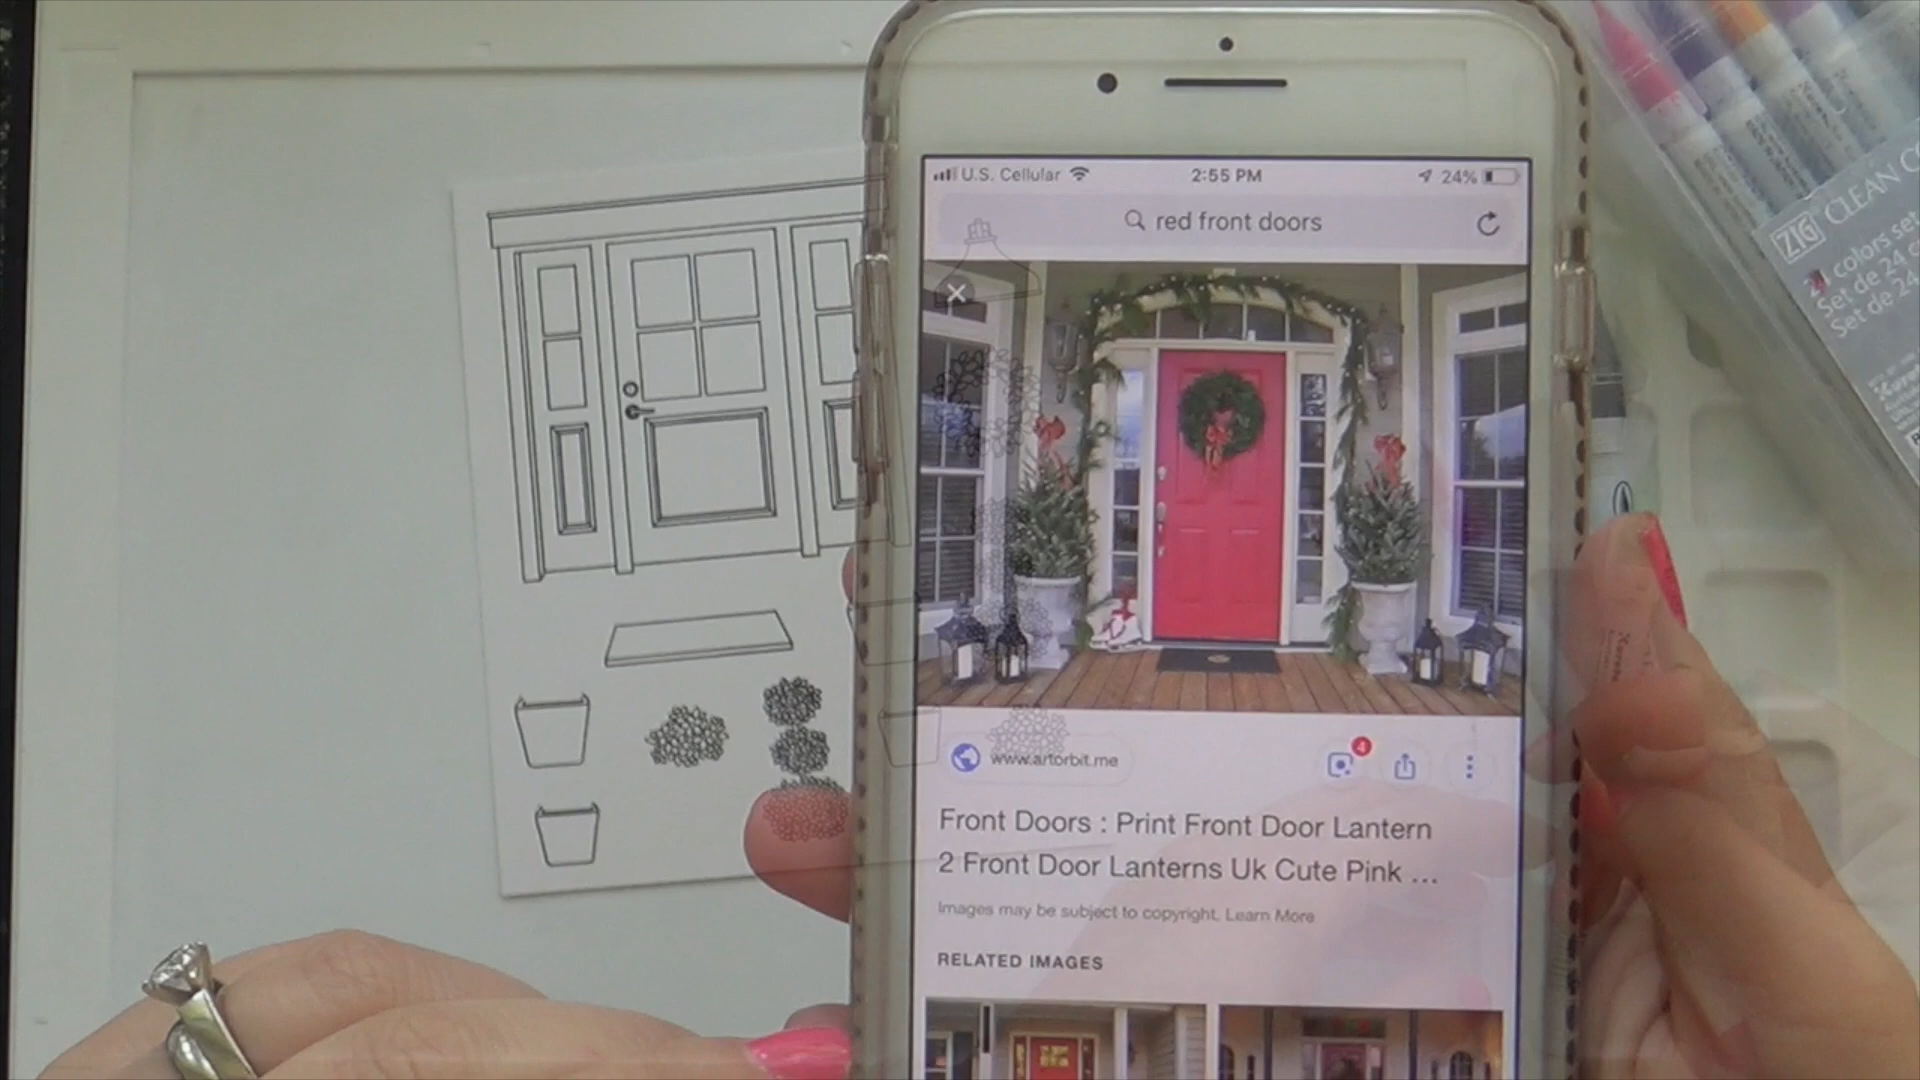 U.S. Cellular 2:55 PM 24%
red front doors
4
www.artorbit.me
Front Doors : Print Front Door Lantern
2 Front Door Lanterns Uk Cute Pink ...
Images may be subject to copyright. Learn More
RELATED IMAGES
ZIG CLEAN CO
colors set
Set de 24 c
Set de 24